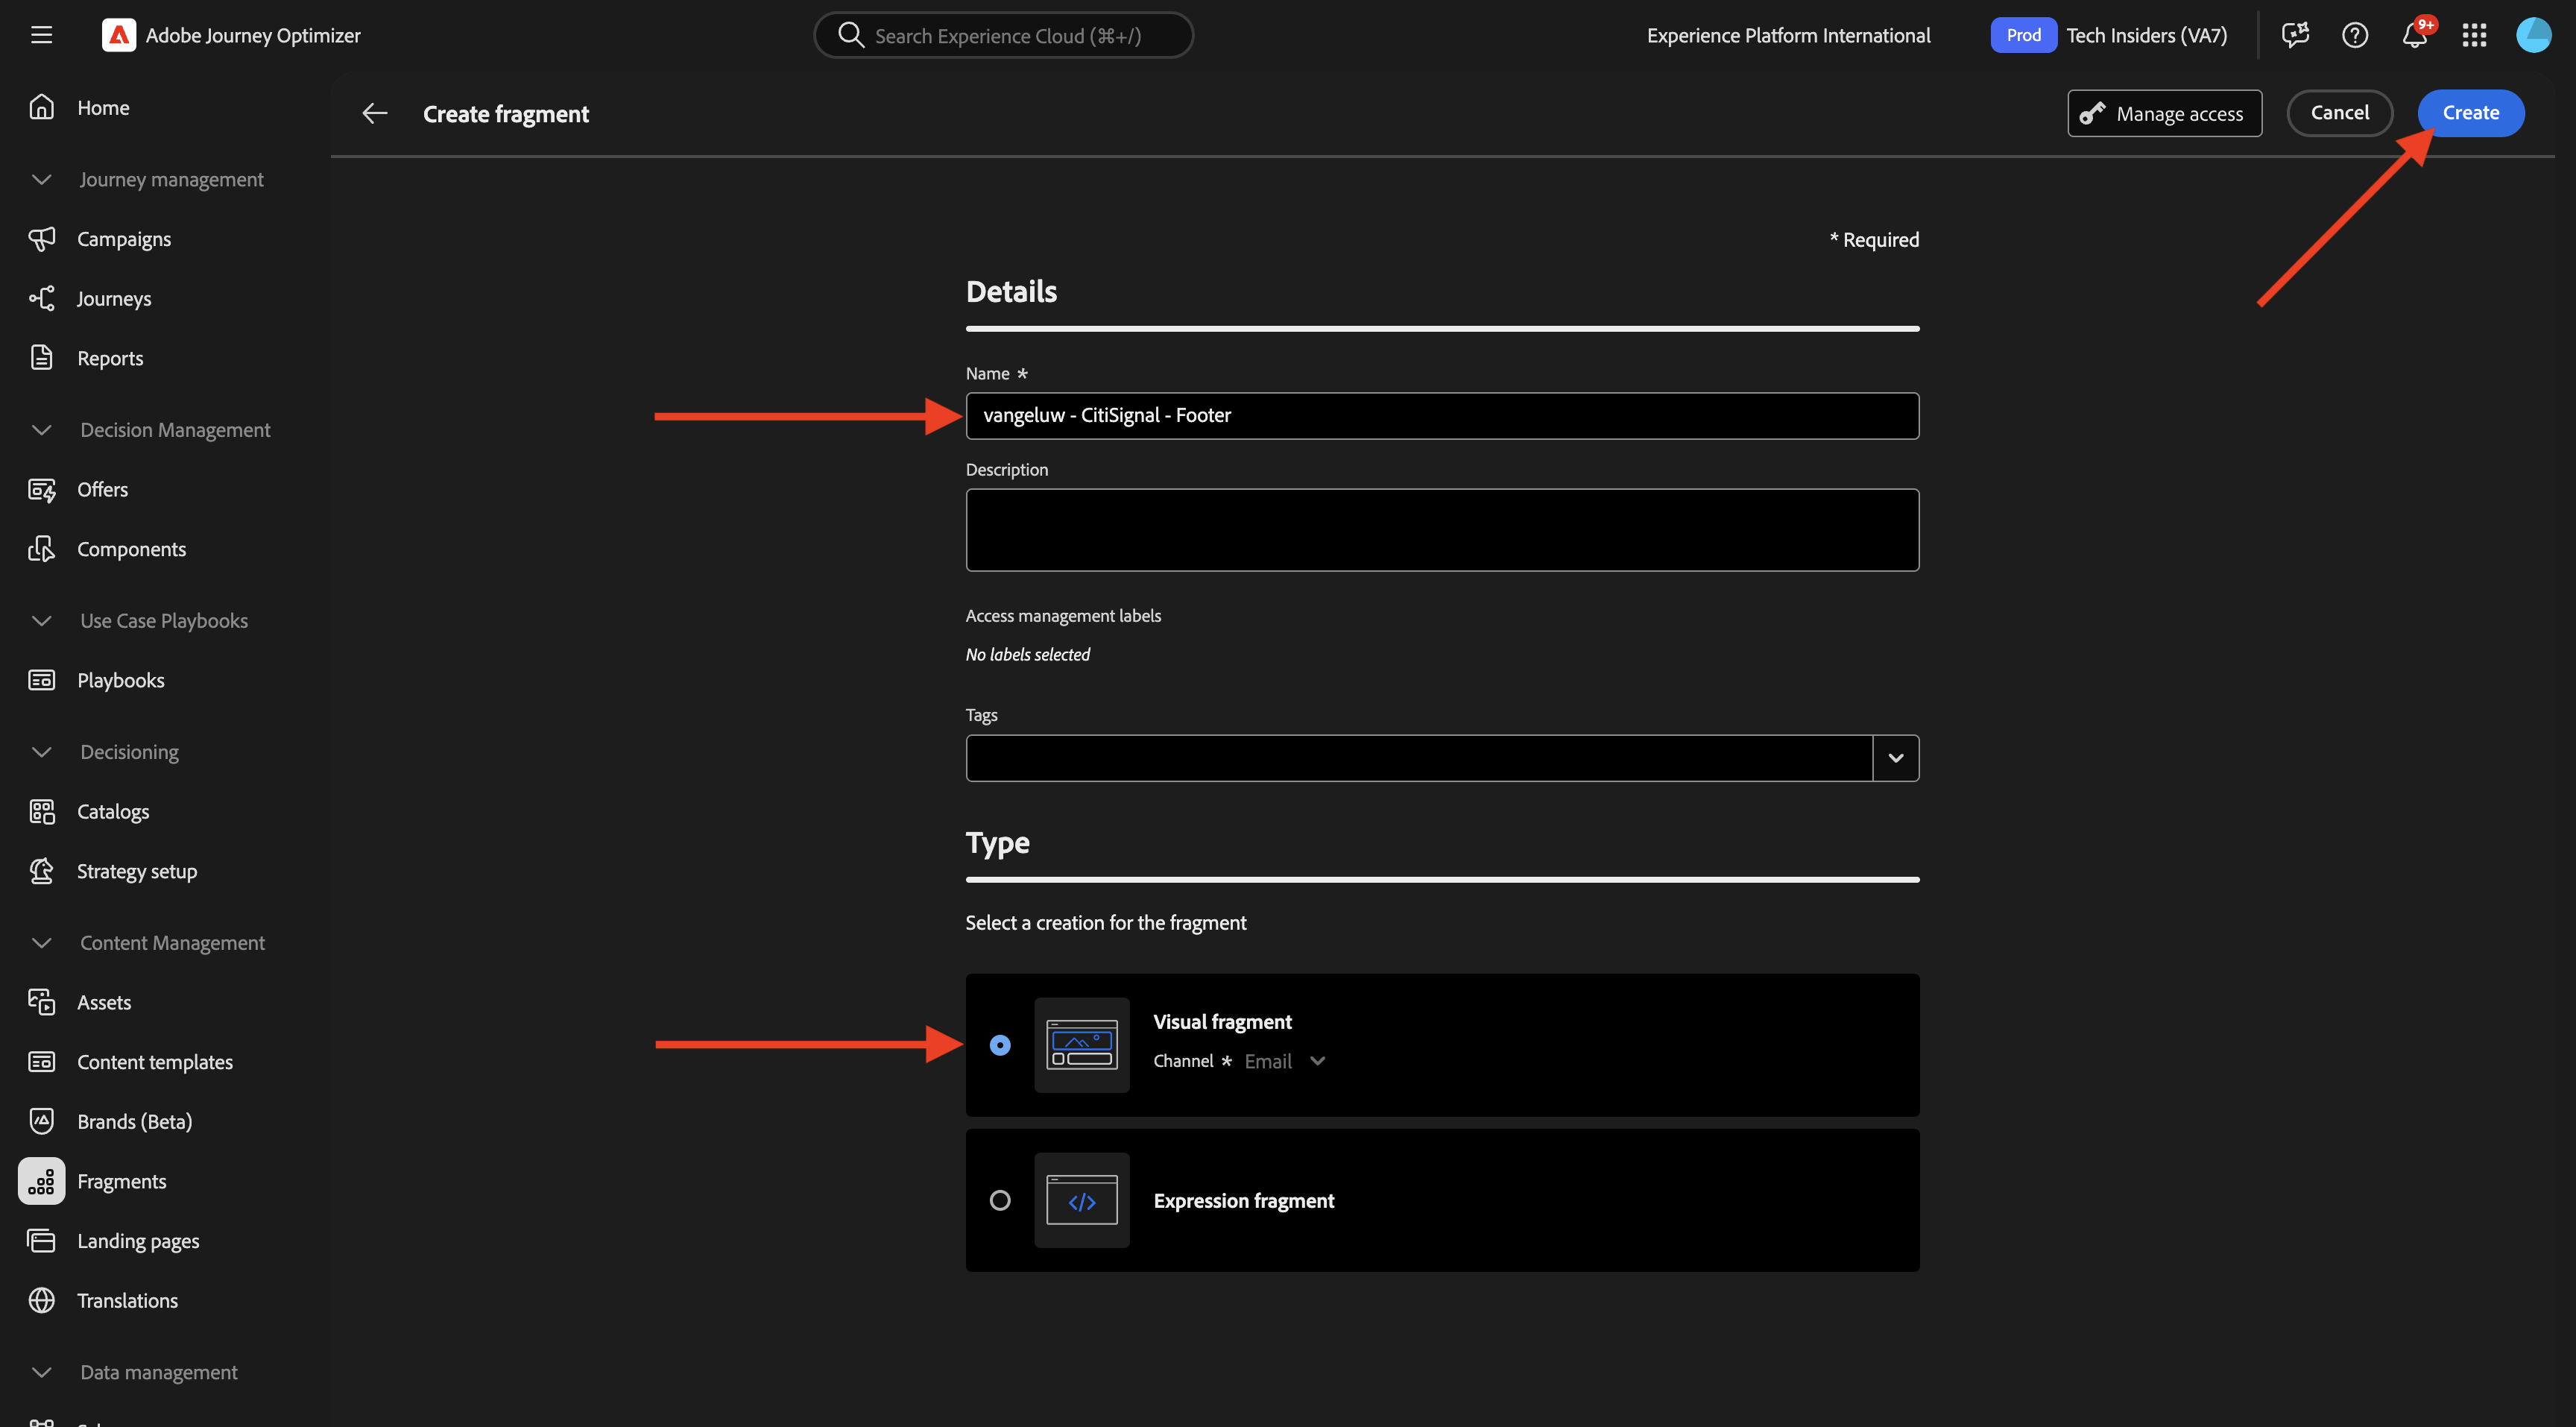 Adobe Journey Optimizer
Search Experience Cloud (⌘+/)
Experience Platform International
Prod
Tech Insiders (VA7)
9+
Home
Journey management
Campaigns
Journeys
Reports
Decision Management
Offers
Components
Use Case Playbooks
Playbooks
Decisioning
Catalogs
Strategy setup
Content Management
Assets
Content templates
Brands (Beta)
Fragments
Landing pages
Translations
Data management
Create fragment
Manage access
Cancel
Create
* Required
Details
Name *
vangeluw - CitiSignal - Footer
Description
Access management labels
No labels selected
Tags
Type
Select a creation for the fragment
Visual fragment
Channel * Email
</> Expression fragment